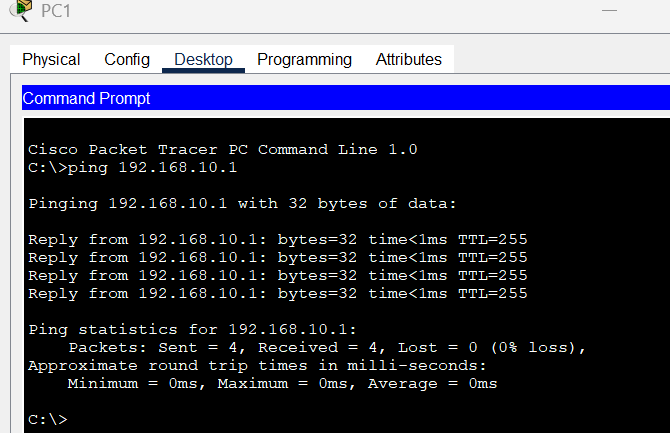 PC1
Physical Config Desktop Programming Attributes
Command Prompt
Cisco Packet Tracer PC Command Line 1.0
C:\>ping 192.168.10.1
Pinging 192.168.10.1 with 32 bytes of data:
Reply from 192.168.10.1: bytes=32 time<1ms TTL=255
Reply from 192.168.10.1: bytes=32 time<1ms TTL=255
Reply from 192.168.10.1: bytes=32 time<1ms TTL=255
Reply from 192.168.10.1: bytes=32 time<1ms TTL=255
Ping statistics for 192.168.10.1:
Packets: Sent = 4, Received = 4, Lost = 0 (0% loss),
Approximate round trip times in milli-seconds:
Minimum = 0ms, Maximum = 0ms, Average = 0ms
C:\>